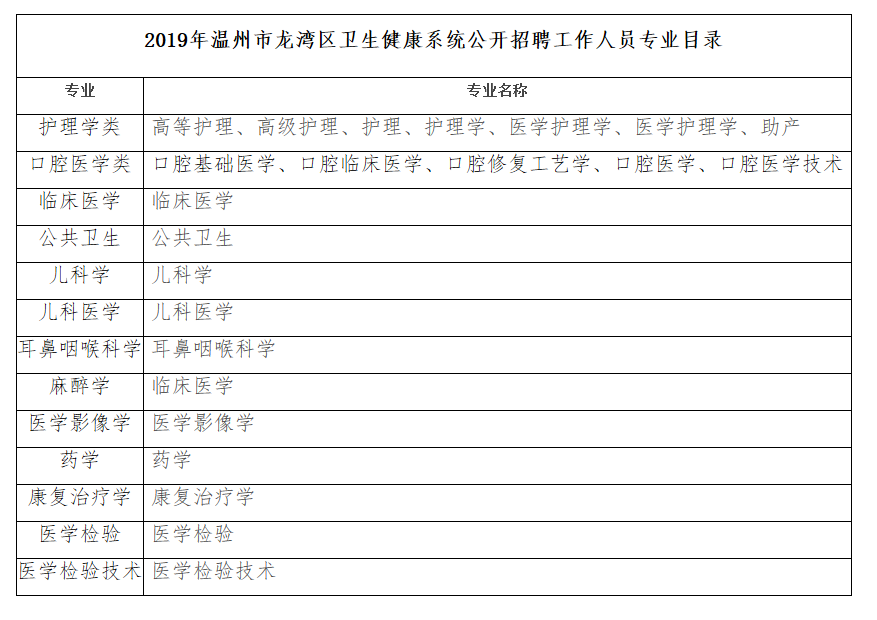 2019年温州市龙湾区卫生健康系统公开招聘工作人员专业目录
专业 专业名称
护理学类 高等护理、高级护理、护理、护理学、医学护理学、医学护理学、助产
口腔医学类 口腔基础医学、口腔临床医学、口腔修复工艺学、口腔医学、口腔医学技术
临床医学 临床医学
公共卫生 公共卫生
儿科学 儿科学
儿科医学 儿科医学
耳鼻咽喉科学 耳鼻咽喉科学
麻醉学 临床医学
医学影像学 医学影像学
药学 药学
康复治疗学 康复治疗学
医学检验 医学检验
医学检验技术 医学检验技术